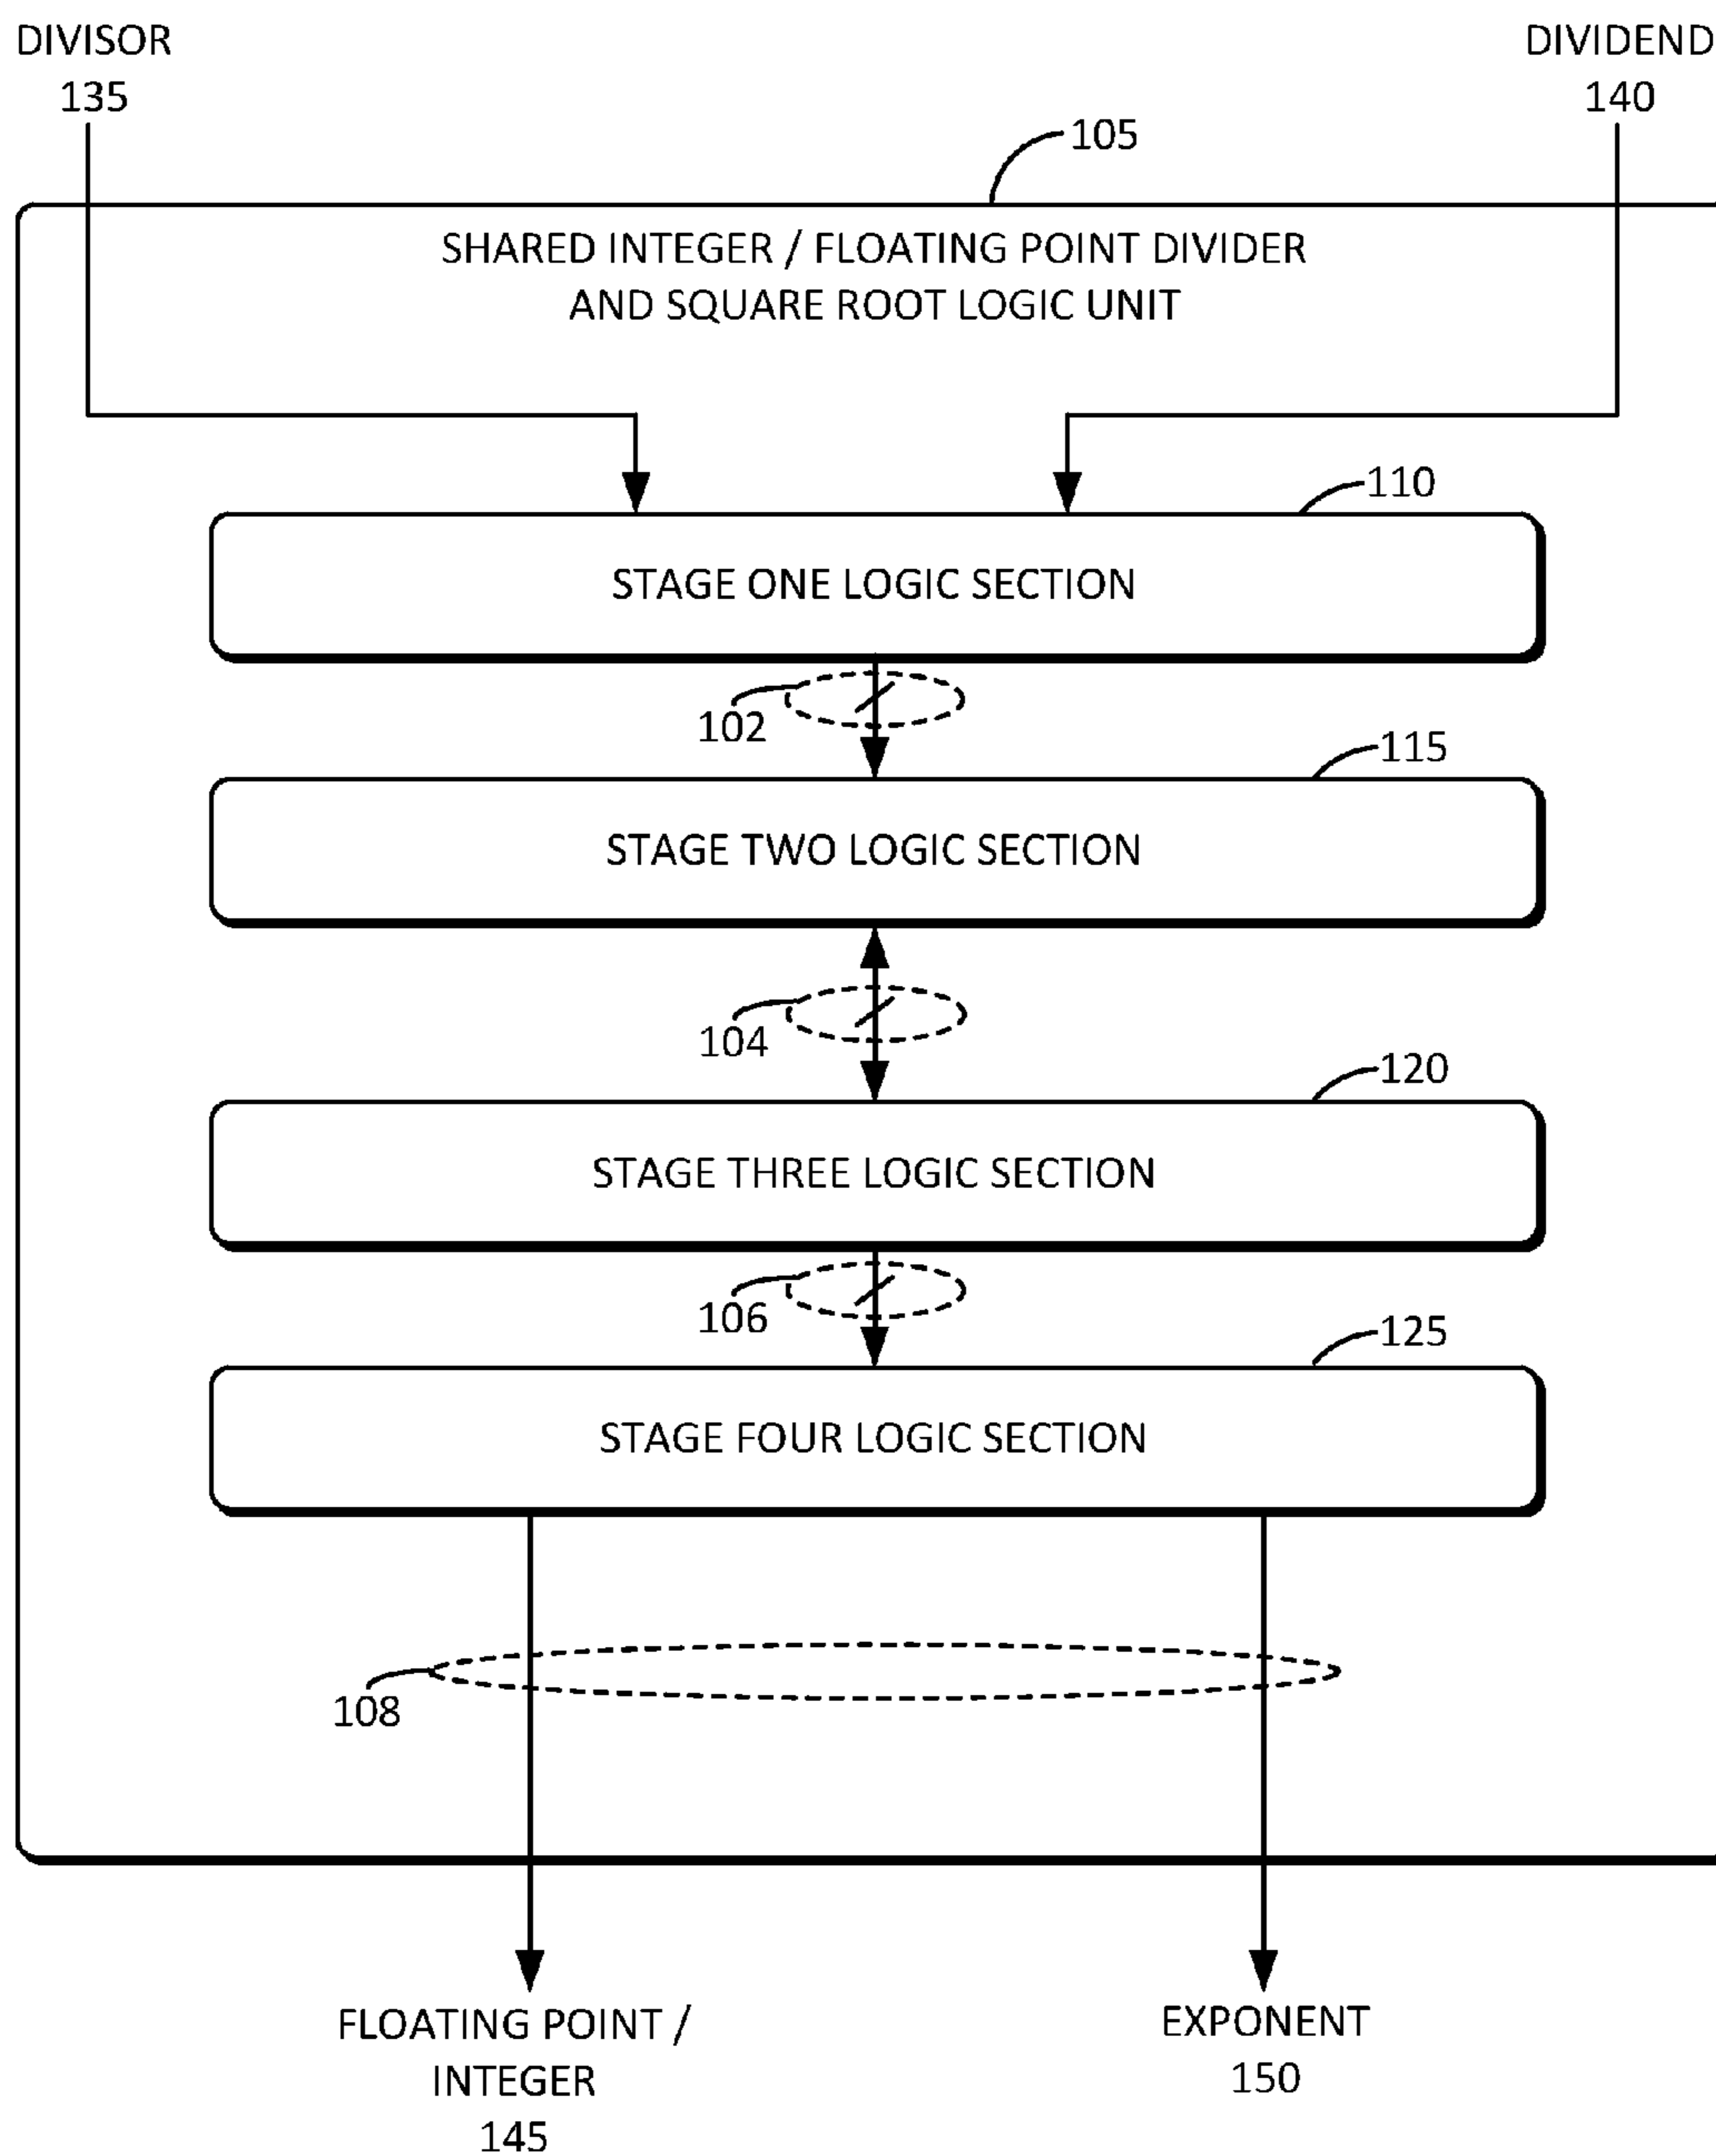 DIVISOR
135
DIVIDEND
140
105
SHARED INTEGER / FLOATING POINT DIVIDER
AND SQUARE ROOT LOGIC UNIT
110
STAGE ONE LOGIC SECTION
102
115
STAGE TWO LOGIC SECTION
104
120
STAGE THREE LOGIC SECTION
106
125
STAGE FOUR LOGIC SECTION
108
FLOATING POINT /
INTEGER
145
EXPONENT
150